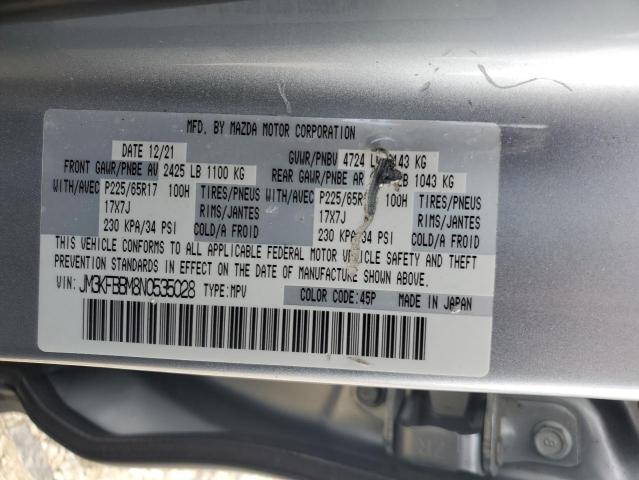 MFD. BY MAZDA MOTOR CORPORATION
DATE 12/21 GVWR/PNBV 4724 143 KG
FRONT GAWR/PNBE AV 2425 LB 1100 KG REAR GAWR/PNBE AR 1043 KG
WITH/AVEC P225/65R17 100H TIRES/PNEUS WITH/AVEC P225/65R 100H TIRES/PNEUS
17X7J RIMS/JANTES 17X7J RIMS/JANTES
230 KPA/34 PSI COLD/A FROID 230 KPA/34 PSI COLD/A FROID
THIS VEHICLE CONFORMS TO ALL APPLICABLE FEDERAL MOTOR VEHICLE SAFETY AND THEFT
PREVENTION STANDARDS IN EFFECT ON THE DATE OF MANUFACTURE SHOWN ABOVE.
VIN: JM3KFBBM8N0535028 TYPE:MPV COLOR CODE:45P MADE IN JAPAN